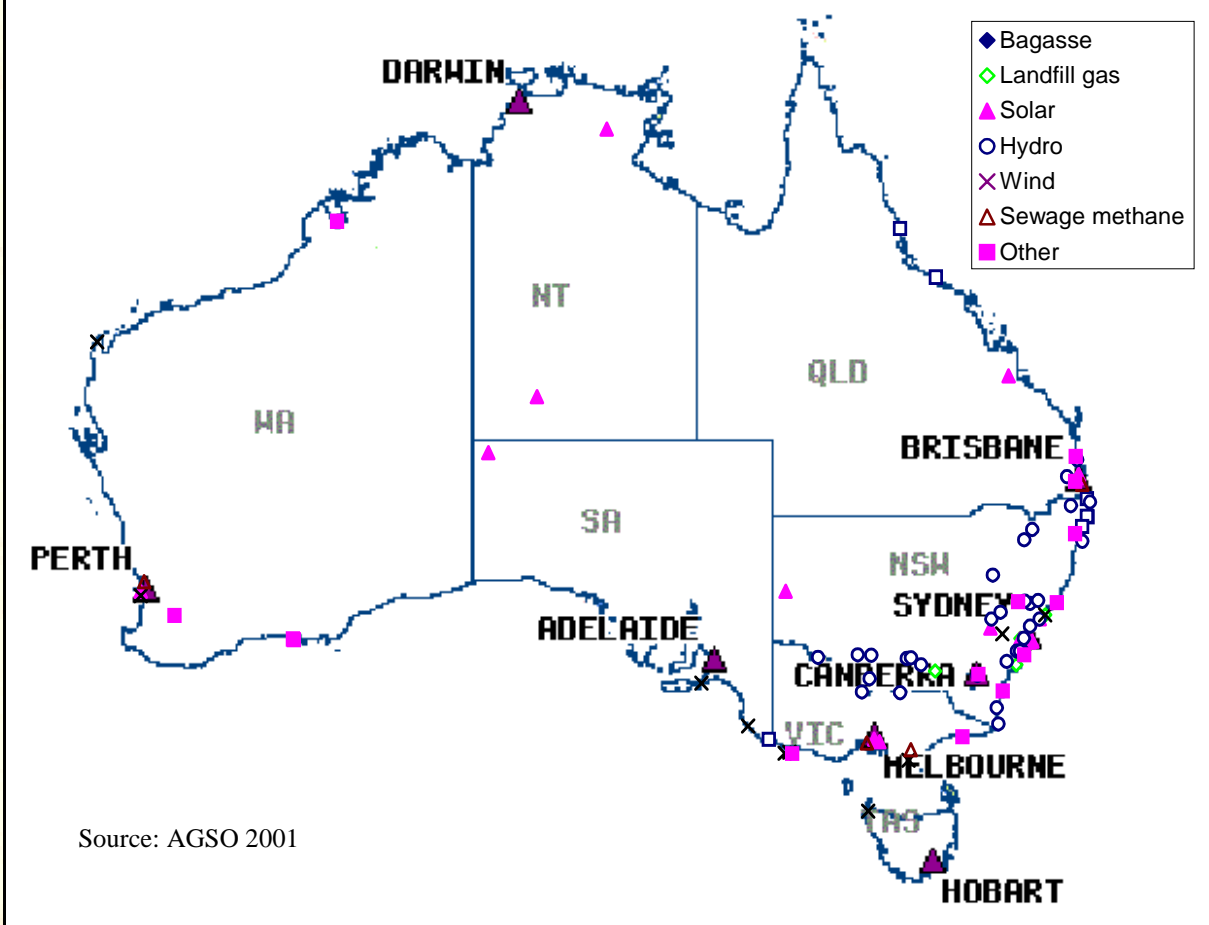 DARWIN
Bagasse
Landfill gas
Solar
Hydro
Wind
Sewage methane
Other
NT
QLD
WA
BRISBANE
SA
NSW
PERTH
SYDNEY
ADELAIDE
CANBERRA
VIC
MELBOURNE
TAS
Source: AGSO 2001
HOBART